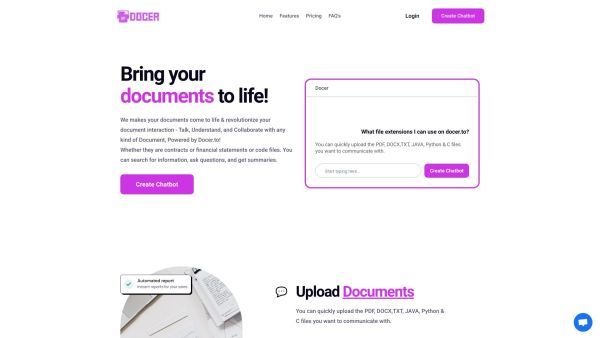 DOCER
Home Features Pricing FAQs
Login
Create Chatbot
Bring your
documents to life!
We makes your documents come to life & revolutionize your
document interaction - Talk, Understand, and Collaborate with any
kind of Document, Powered by Docer.to!
Whether they are contracts or financial statements or code files. You
can search for information, ask questions, and get summaries.
Create Chatbot
Docer
What file extensions I can use on docer.to?
You can quickly upload the PDF, DOCX,TXT, JAVA, Python & C files
you want to communicate with.
Start typing here...
Create Chatbot
Automated report
Instant reports for your sales
Upload Documents
You can quickly upload the PDF, DOCX,TXT, JAVA, Python &
C files you want to communicate with.